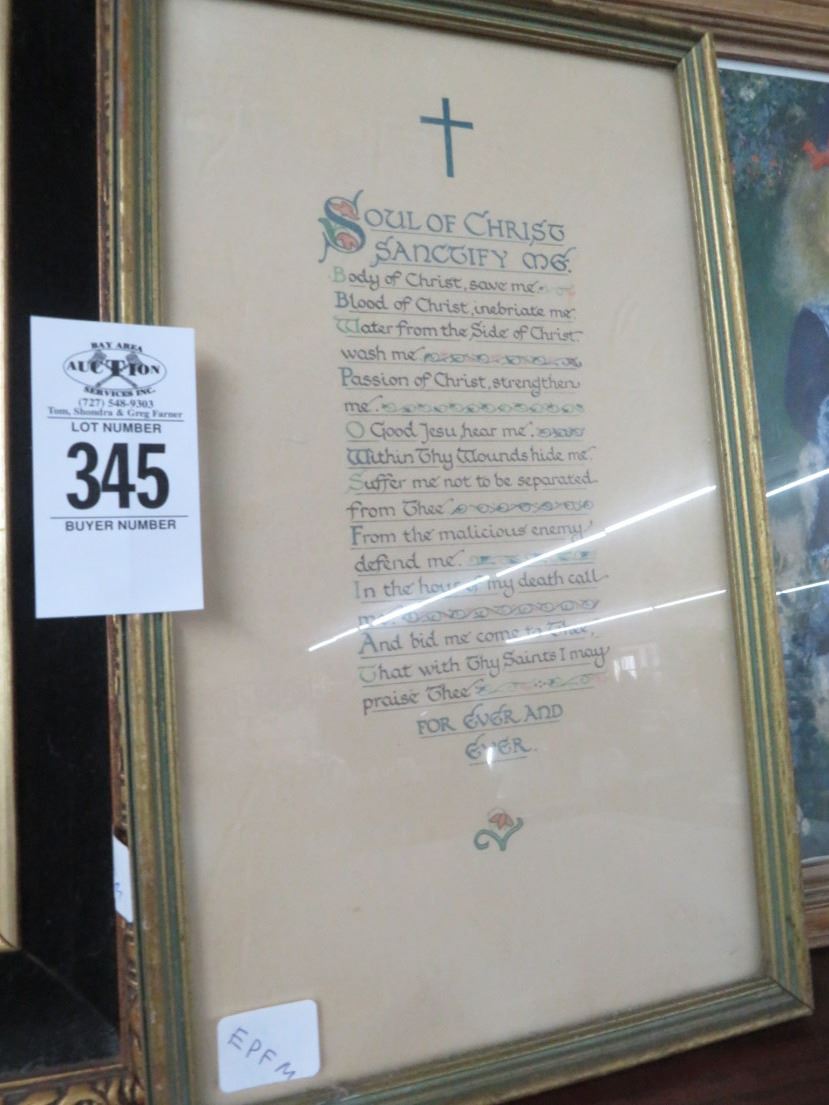 SOUL OF CHRIST
SANCTIFY ME.
Body of Christ, save me
Blood of Christ, inebriate me
Water from the Side of Christ
wash me
Passion of Christ, strengthen
me.
O Good Jesu, hear me.
Within Thy Wounds hide me.
Suffer me not to be separated
from Thee
From the malicious enemy
defend me.
In the hour of my death call
me.
And bid me come to Thee,
That with Thy Saints I may
praise Thee
FOR EVER AND
EVER.
BAY AREA
AUCTION
SERVICES INC.
(727) 548-9303
Tom, Shondra & Greg Farner
LOT NUMBER
345
BUYER NUMBER
EPFM